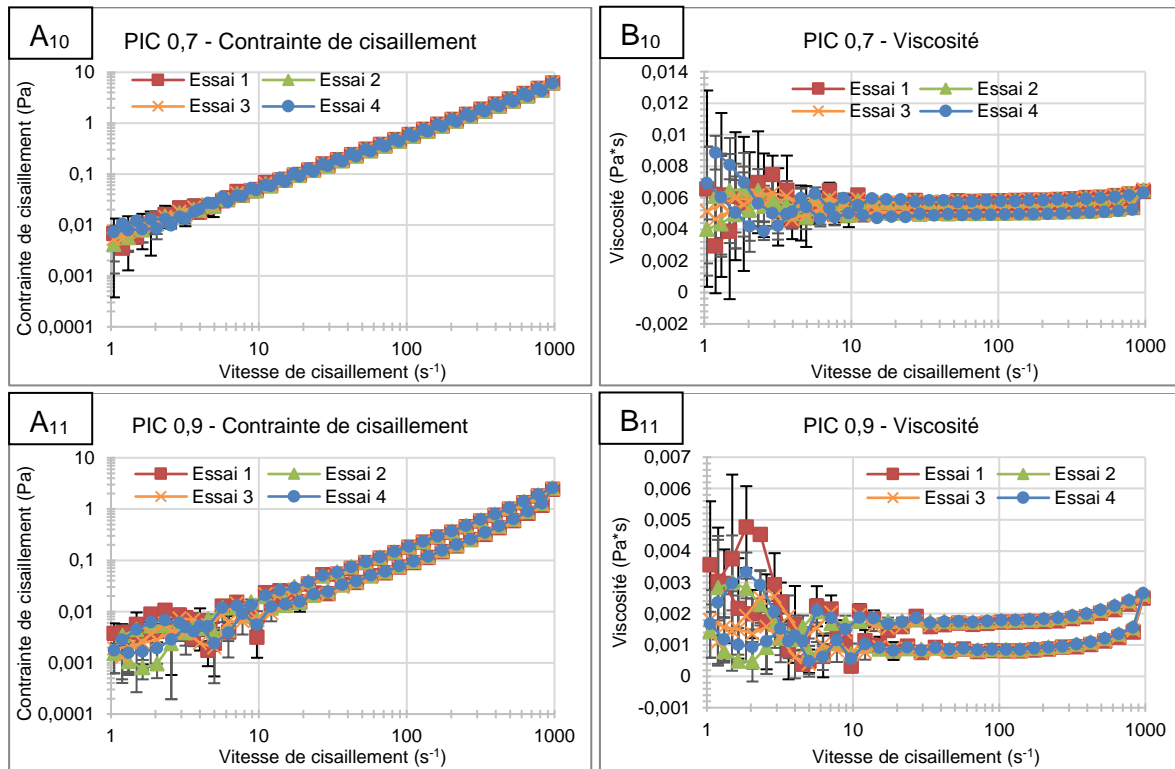 A10
PIC 0,7 - Contrainte de cisaillement
Essai 1
Essai 2
Essai 3
Essai 4
Contrainte de cisaillement (Pa)
10
1
0,1
0,01
0,001
0,0001
1
10
100
1000
Vitesse de cisaillement (s-1)
B10
PIC 0,7 - Viscosité
Essai 1
Essai 2
Essai 3
Essai 4
Viscosité (Pa*s)
0,014
0,012
0,01
0,008
0,006
0,004
0,002
0
-0,002
1
10
100
1000
Vitesse de cisaillement (s-1)
A11
PIC 0,9 - Contrainte de cisaillement
Essai 1
Essai 2
Essai 3
Essai 4
Contrainte de cisaillement (Pa)
10
1
0,1
0,01
0,001
0,0001
1
10
100
1000
Vitesse de cisaillement (s-1)
B11
PIC 0,9 - Viscosité
Essai 1
Essai 2
Essai 3
Essai 4
Viscosité (Pa*s)
0,007
0,006
0,005
0,004
0,003
0,002
0,001
0
-0,001
1
10
100
1000
Vitesse de cisaillement (s-1)